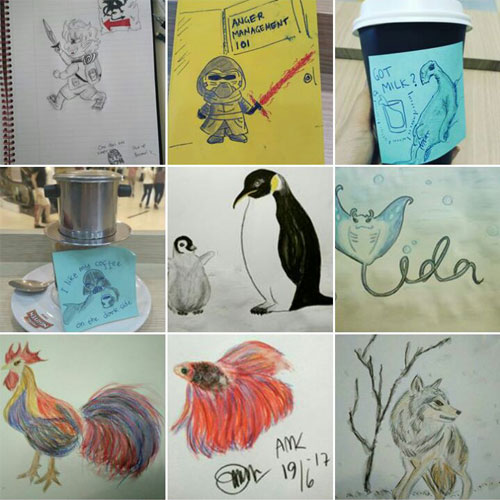 ANGER
MANAGEMENT
101
GOT
MILK?
I like my coffee
on the dark side
uda
AMK
19/6 -'17